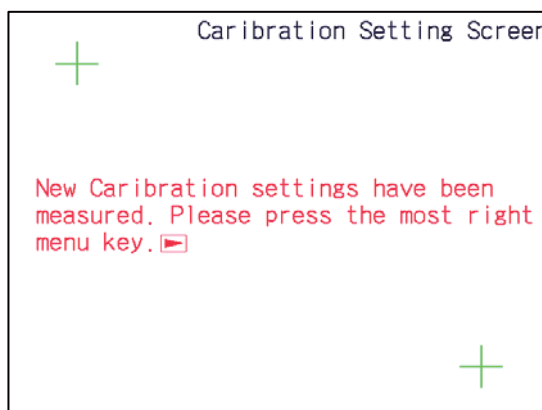 Caribration Setting Screen
New Caribration settings have been
measured. Please press the most right
menu key.